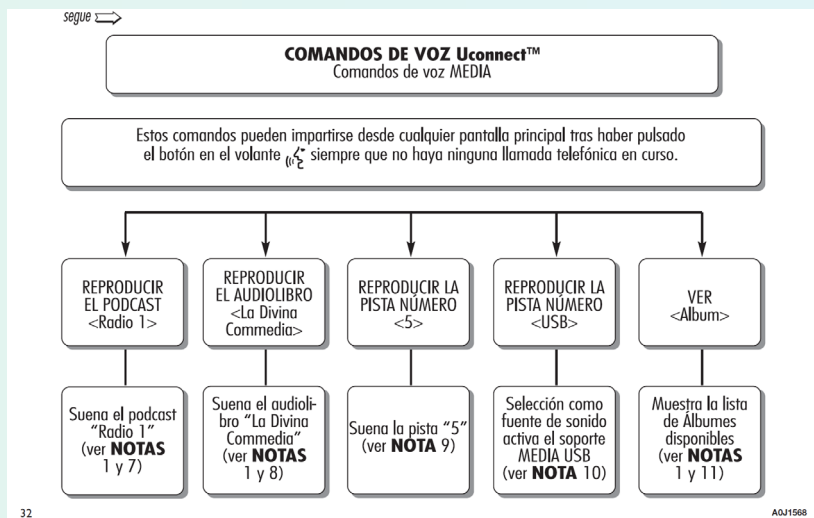 segue
COMANDOS DE VOZ Uconnect™
Comandos de voz MEDIA
Estos comandos pueden impartirse desde cualquier pantalla principal tras haber pulsado
el botón en el volante siempre que no haya ninguna llamada telefónica en curso.
REPRODUCIR
EL PODCAST
<Radio 1>
REPRODUCIR
EL AUDIOLIBRO
<La Divina
Commedia>
REPRODUCIR LA
PISTA NÚMERO
<5>
REPRODUCIR LA
PISTA NÚMERO
<USB>
VER
<Album>
Suena el podcast
“Radio 1”
(ver NOTAS
1 y 7)
Suena el audioli-
bro “La Divina
Commedia”
(ver NOTAS
1 y 8)
Suena la pista “5”
(ver NOTA 9)
Selección como
fuente de sonido
activa el soporte
MEDIA USB
(ver NOTA 10)
Muestra la lista
de Álbumes
disponibles
(ver NOTAS
1 y 11)
32
A0J1568